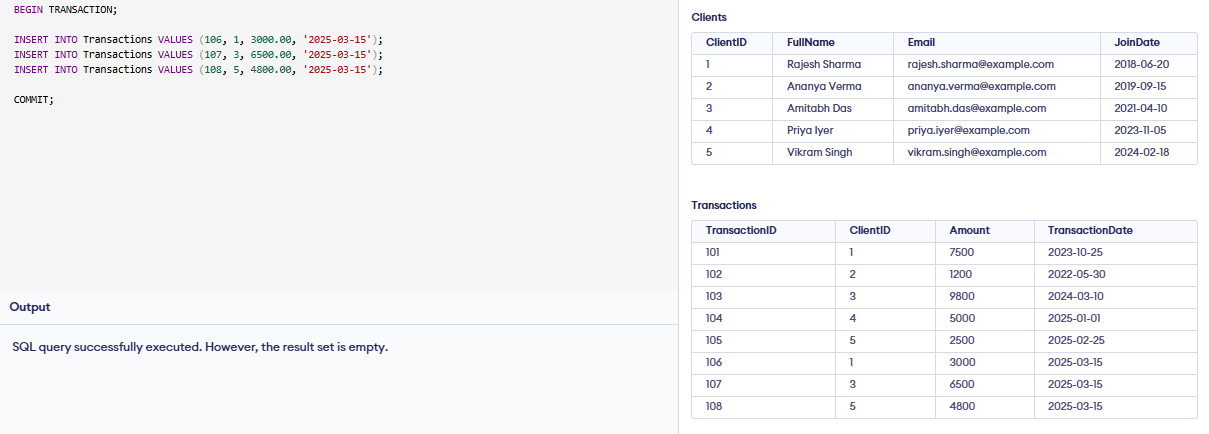 BEGIN TRANSACTION;
INSERT INTO Transactions VALUES (106, 1, 3000.00, '2025-03-15');
INSERT INTO Transactions VALUES (107, 3, 6500.00, '2025-03-15');
INSERT INTO Transactions VALUES (108, 5, 4800.00, '2025-03-15');
COMMIT;
Output
SQL query successfully executed. However, the result set is empty.
Clients
ClientID FullName Email JoinDate
1 Rajesh Sharma rajesh.sharma@example.com 2018-06-20
2 Ananya Verma ananya.verma@example.com 2019-09-15
3 Amitabh Das amitabh.das@example.com 2021-04-10
4 Priya Iyer priya.iyer@example.com 2023-11-05
5 Vikram Singh vikram.singh@example.com 2024-02-18
Transactions
TransactionID ClientID Amount TransactionDate
101 1 7500 2023-10-25
102 2 1200 2022-05-30
103 3 9800 2024-03-10
104 4 5000 2025-01-01
105 5 2500 2025-02-25
106 1 3000 2025-03-15
107 3 6500 2025-03-15
108 5 4800 2025-03-15